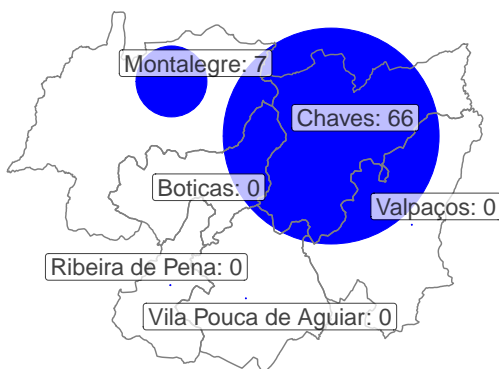 Montalegre: 7
Chaves: 66
Boticas: 0
Valpaços: 0
Ribeira de Pena: 0
Vila Pouca de Aguiar: 0